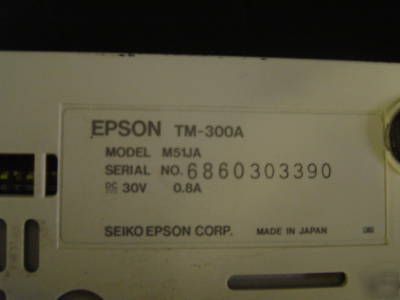 EPSON TM-300A
MODEL M51JA
SERIAL NO. 6860303390
DC 30V 0.8A
SEIKO EPSON CORP. MADE IN JAPAN